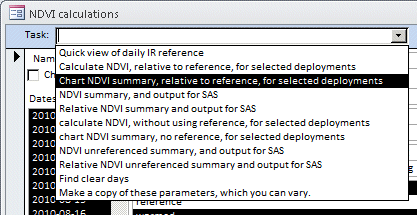 NDVI calculations
Task:
Quick view of daily IR reference
Calculate NDVI, relative to reference, for selected deployments
Chart NDVI summary, relative to reference, for selected deployments
NDVI summary, and output for SAS
Relative NDVI summary and output for SAS
calculate NDVI, without using reference, for selected deployments
chart NDVI summary, no reference, for selected deployments
NDVI unreferenced summary, and output for SAS
Relative NDVI unreferenced summary and output for SAS
Find clear days
Make a copy of these parameters, which you can vary.
Nam
Ch
Dates
2010
2010
2010
2010
2010
2010
2010
2010-08-16